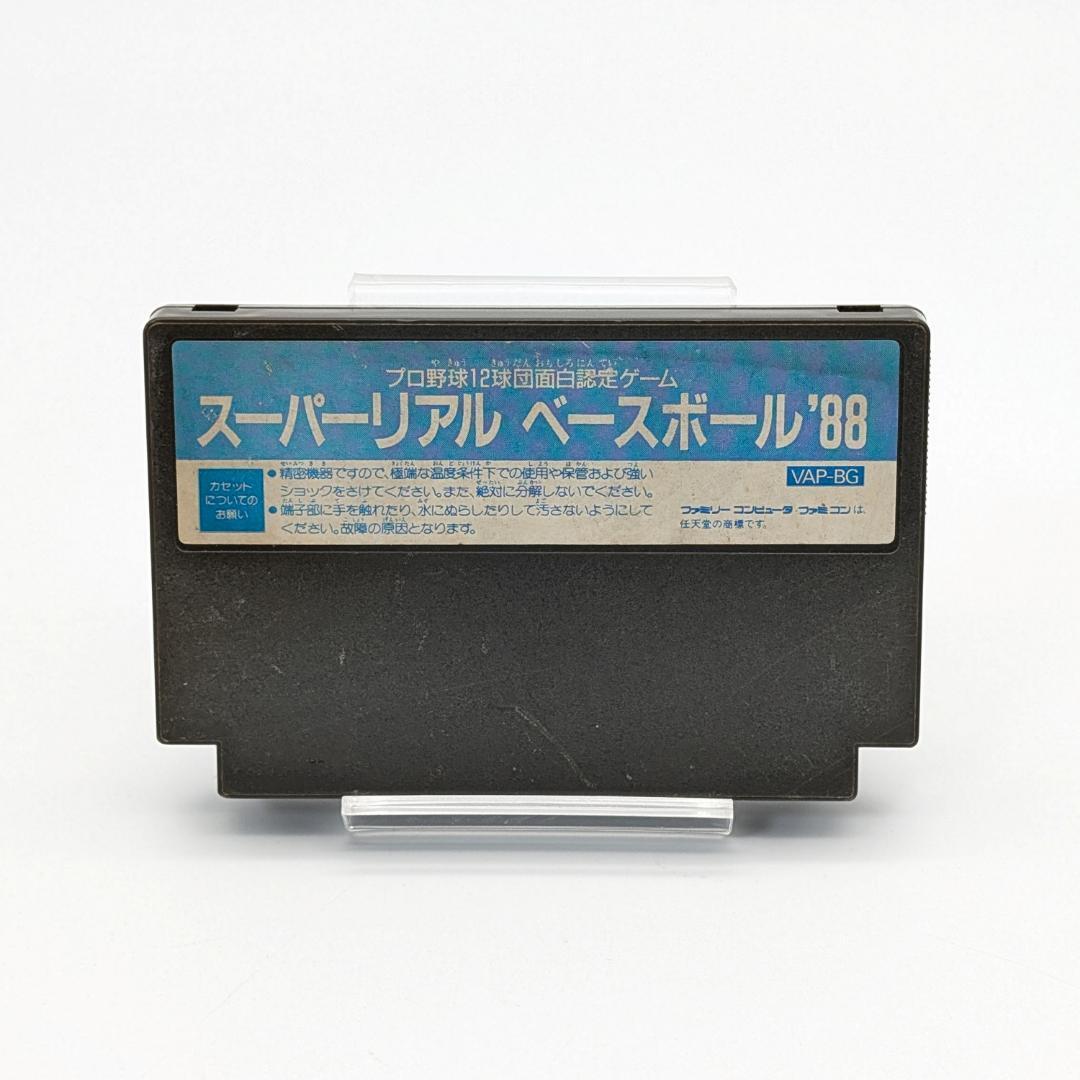 プロ野球12球団面白認定ゲーム
スーパーリアル ベースボール'88
カセット
についての
お願い
●精密機器ですので、極端な温度条件下での使用や保管および強い
ショックをさけてください。また、絶対に分解しないでください。
●端子部に手を触れたり、水にぬらしたりして汚さないようにして
ください。故障の原因となります。
VAP-BG
ファミリーコンピュータ・ファミコンは、
任天堂の商標です。